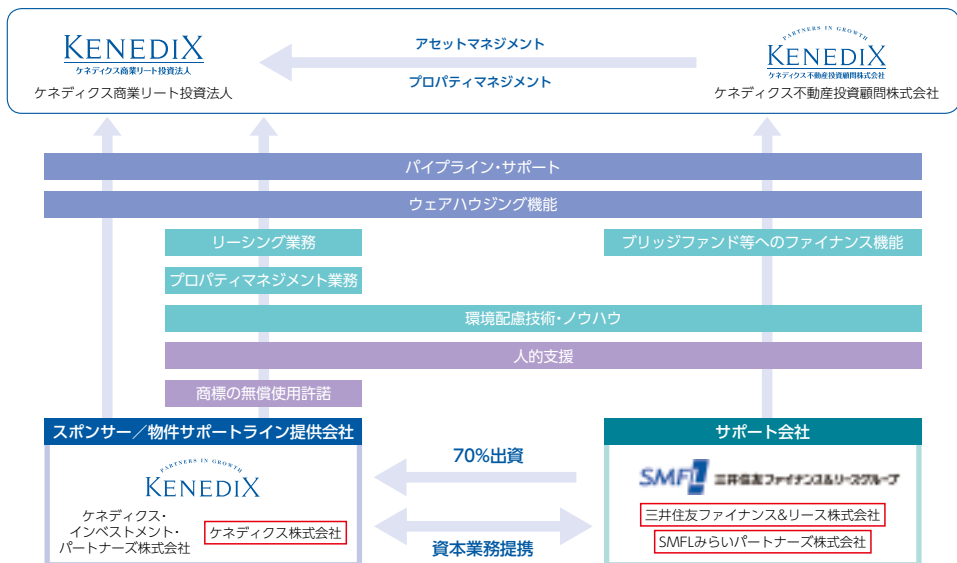 KENEDIX
ケネディクス商業リート投資法人
ケネディクス商業リート投資法人
アセットマネジメント
プロパティマネジメント
PARTNERS IN GROWTH
KENEDIX
ケネディクス不動産投資顧問株式会社
ケネディクス不動産投資顧問株式会社
パイプライン・サポート
ウェアハウジング機能
リーシング業務
ブリッジファンド等へのファイナンス機能
プロパティマネジメント業務
環境配慮技術・ノウハウ
人的支援
商標の無償使用許諾
スポンサー／物件サポートライン提供会社
PARTNERS IN GROWTH
KENEDIX
ケネディクス・
インベストメント・
パートナーズ株式会社
ケネディクス株式会社
70%出資
資本業務提携
サポート会社
SMFL 三井住友ファイナンス&リースグループ
三井住友ファイナンス&リース株式会社
SMFLみらいパートナーズ株式会社